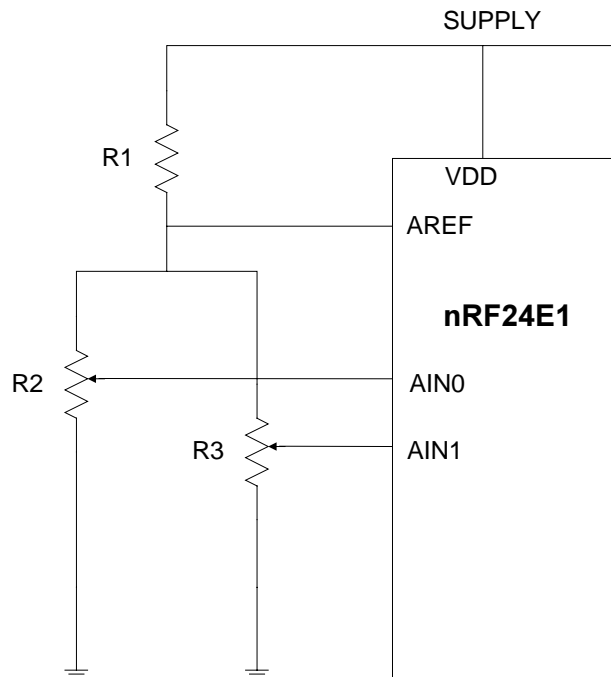 SUPPLY
R1
VDD
AREF
nRF24E1
R2
AIN0
R3
AIN1